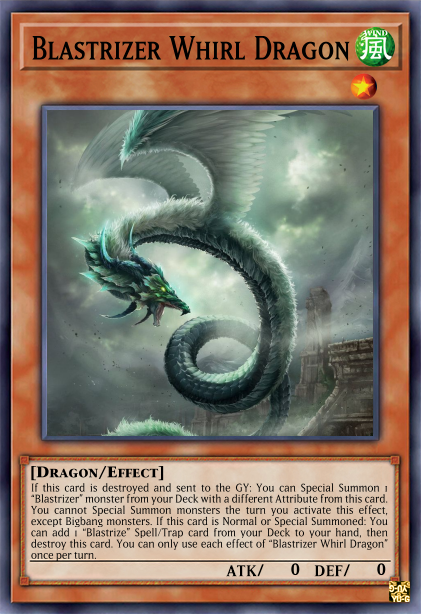 BLASTRIZER WHIRL DRAGON
WIND
風
[DRAGON/EFFECT]
If this card is destroyed and sent to the GY: You can Special Summon 1
“Blastrizer” monster from your Deck with a different Attribute from this card.
You cannot Special Summon monsters the turn you activate this effect,
except Bigbang monsters. If this card is Normal or Special Summoned: You
can add 1 “Blastrize” Spell/Trap card from your Deck to your hand, then
destroy this card. You can only use each effect of “Blastrizer Whirl Dragon”
once per turn.
ATK/ 0 DEF/ 0